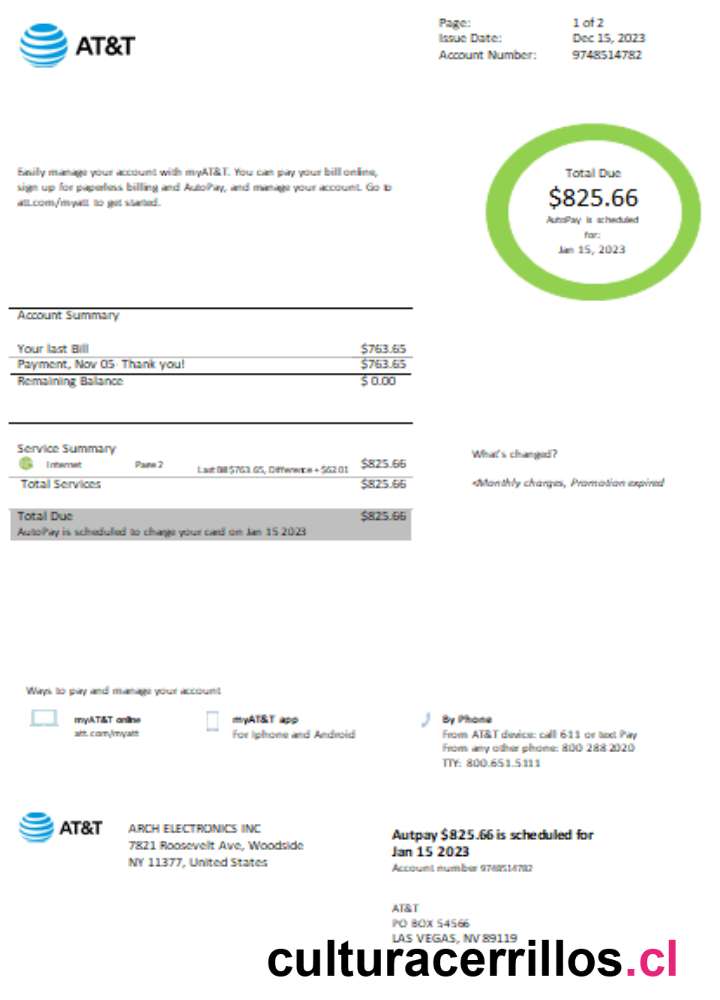 AT&T
Page: 1 of 2
Issue Date: Dec 15, 2023
Account Number: 9748514782
Easily manage your account with myAT&T. You can pay your bill online,
sign up for paperless billing and AutoPay, and manage your account. Go to
att.com/myatt to get started.
Total Due
$825.66
AutoPay is scheduled
for:
Jan 15, 2023
Account Summary
Your last Bill $763.65
Payment, Nov 05- Thank you! $763.65
Remaining Balance $ 0.00
Service Summary
Internet Pane 2 Last Bill $763.65, Difference + $62.01 $825.66
Total Services $825.66
What's changed?
•Monthly charges, Promotion expired
Total Due $825.66
AutoPay is scheduled to charge your card on Jan 15 2023
Ways to pay and manage your account
myAT&T online
att.com/myatt
myAT&T app
For Iphone and Android
By Phone
From AT&T device: call 611 or text Pay
From any other phone: 800 288 2020
TTY: 800.651.5111
AT&T
ARCH ELECTRONICS INC
7821 Roosevelt Ave, Woodside
NY 11377, United States
Autpay $825.66 is scheduled for
Jan 15 2023
Account number 9748514782
AT&T
PO BOX 54566
LAS VEGAS, NV 89119
culturacerrillos.cl